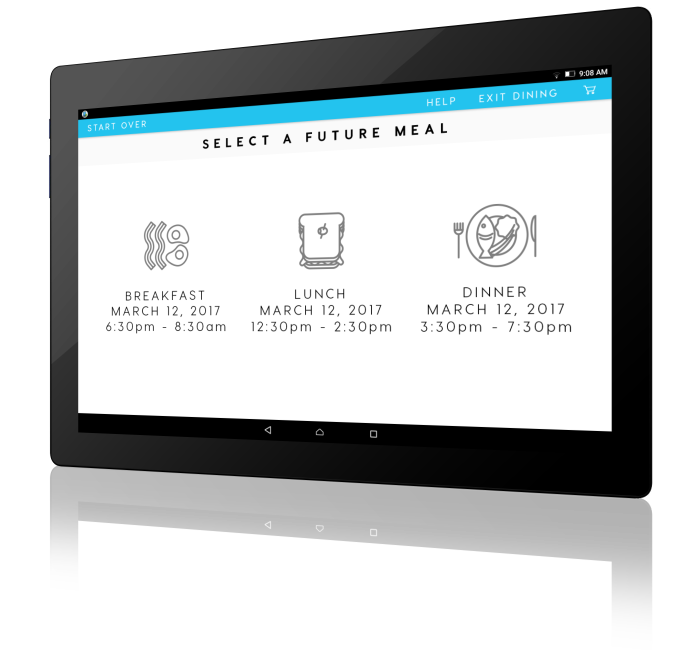 9:08 AM
START OVER
HELP
EXIT DINING
SELECT A FUTURE MEAL
BREAKFAST
MARCH 12, 2017
6:30pm - 8:30am
LUNCH
MARCH 12, 2017
12:30pm - 2:30pm
DINNER
MARCH 12, 2017
3:30pm - 7:30pm